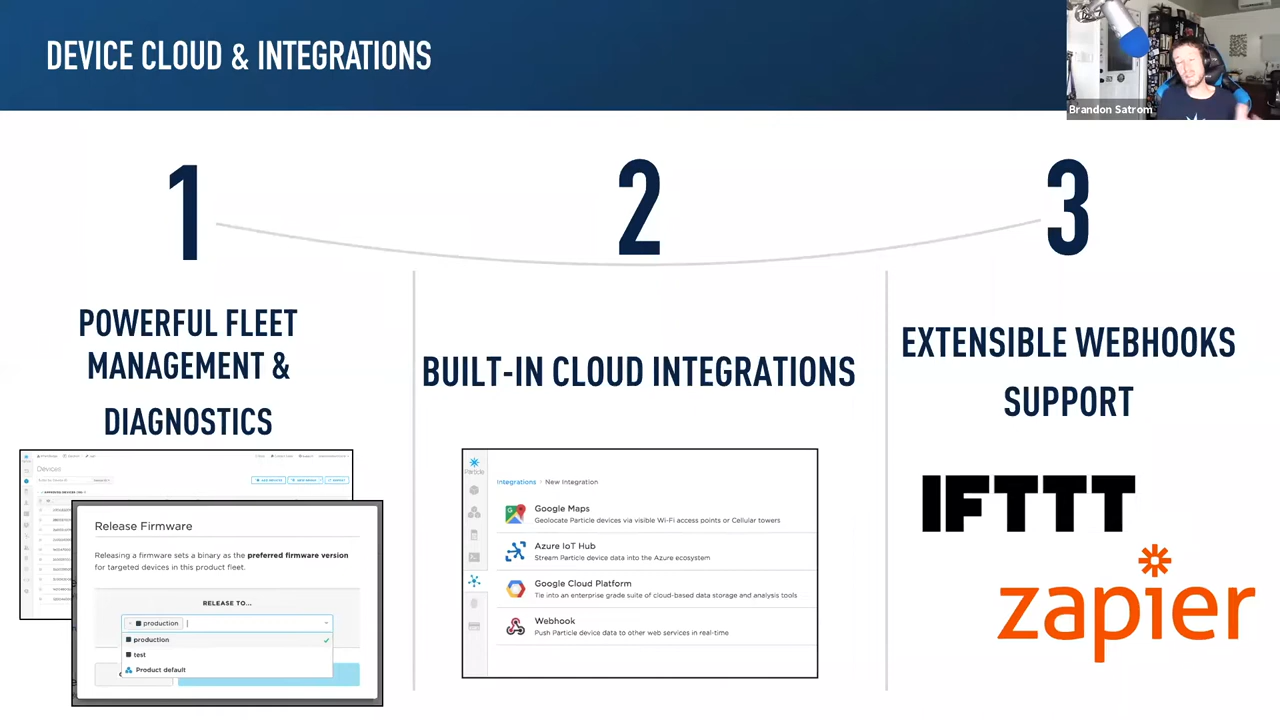 DEVICE CLOUD & INTEGRATIONS
Brandon Satrom
1
2
3
POWERFUL FLEET
MANAGEMENT &
DIAGNOSTICS
BUILT-IN CLOUD INTEGRATIONS
EXTENSIBLE WEBHOOKS
SUPPORT
Devices
Release Firmware
Releasing a firmware sets a binary as the preferred firmware version
for targeted devices in this product fleet.
RELEASE TO...
production
production
test
Product default
Particle
Integrations › New Integration
Google Maps
Geolocate Particle devices via visible Wi-Fi access points or Cellular towers
Azure IoT Hub
Stream Particle device data into the Azure ecosystem
Google Cloud Platform
Tie into an enterprise grade suite of cloud-based data storage and analysis tools
Webhook
Push Particle device data to other web services in real-time
IFTTT
zapier